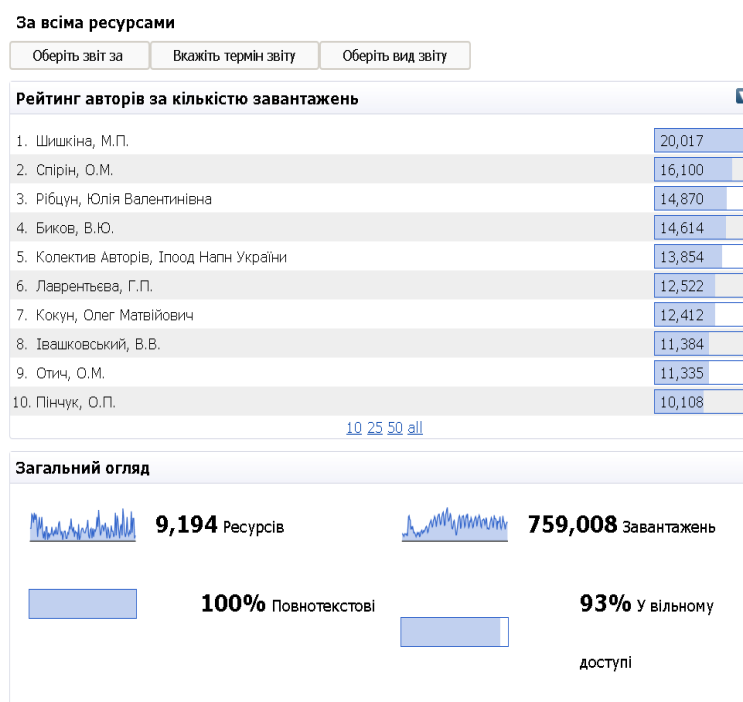 За всіма ресурсами
Оберіть звіт за Вкажіть термін звіту Оберіть вид звіту
Рейтинг авторів за кількістю завантажень
1. Шишкіна, М.П. 20,017
2. Спірін, О.М. 16,100
3. Рібцун, Юлія Валентинівна 14,870
4. Биков, В.Ю. 14,614
5. Колектив Авторів, Іпоод Напн України 13,854
6. Лаврентьєва, Г.П. 12,522
7. Кокун, Олег Матвійович 12,412
8. Івашковський, В.В. 11,384
9. Отич, О.М. 11,335
10. Пінчук, О.П. 10,108
10 25 50 all
Загальний огляд
9,194 Ресурсів 759,008 Завантажень
100% Повнотекстові 93% У вільному
доступі